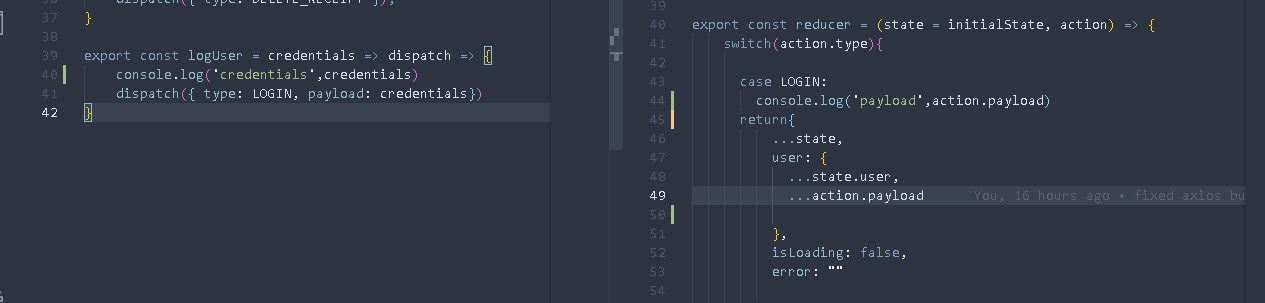 36 dispatch({ type: DELETE_RECEIPT });
37 }
38
39 export const logUser = credentials => dispatch => {
40 console.log('credentials',credentials)
41 dispatch({ type: LOGIN, payload: credentials})
42 }
39
40 export const reducer = (state = initialState, action) => {
41 switch(action.type){
42
43 case LOGIN:
44 console.log('payload',action.payload)
45 return{
46 ...state,
47 user: {
48 ...state.user,
49 ...action.payload You, 16 hours ago • fixed axios bu
50
51 },
52 isLoading: false,
53 error: ""
54